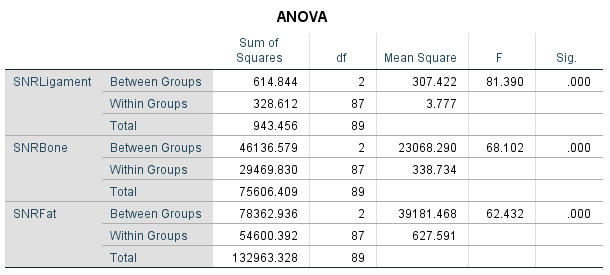 ANOVA
Sum of Squares df Mean Square F Sig.
SNRLigament Between Groups 614.844 2 307.422 81.390 .000
Within Groups 328.612 87 3.777
Total 943.456 89
SNRBone Between Groups 46136.579 2 23068.290 68.102 .000
Within Groups 29469.830 87 338.734
Total 75606.409 89
SNRFat Between Groups 78362.936 2 39181.468 62.432 .000
Within Groups 54600.392 87 627.591
Total 132963.328 89